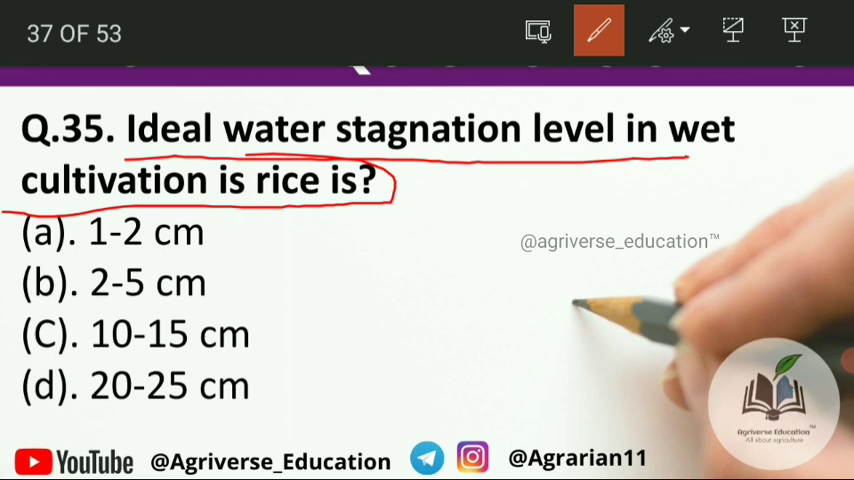 37 OF 53
Q.35. Ideal water stagnation level in wet
cultivation is rice is?
(a). 1-2 cm
@agriverse_education™
(b). 2-5 cm
(C). 10-15 cm
(d). 20-25 cm
Agriverse Education™
All about agriculture
YouTube @Agriverse_Education @Agrarian11